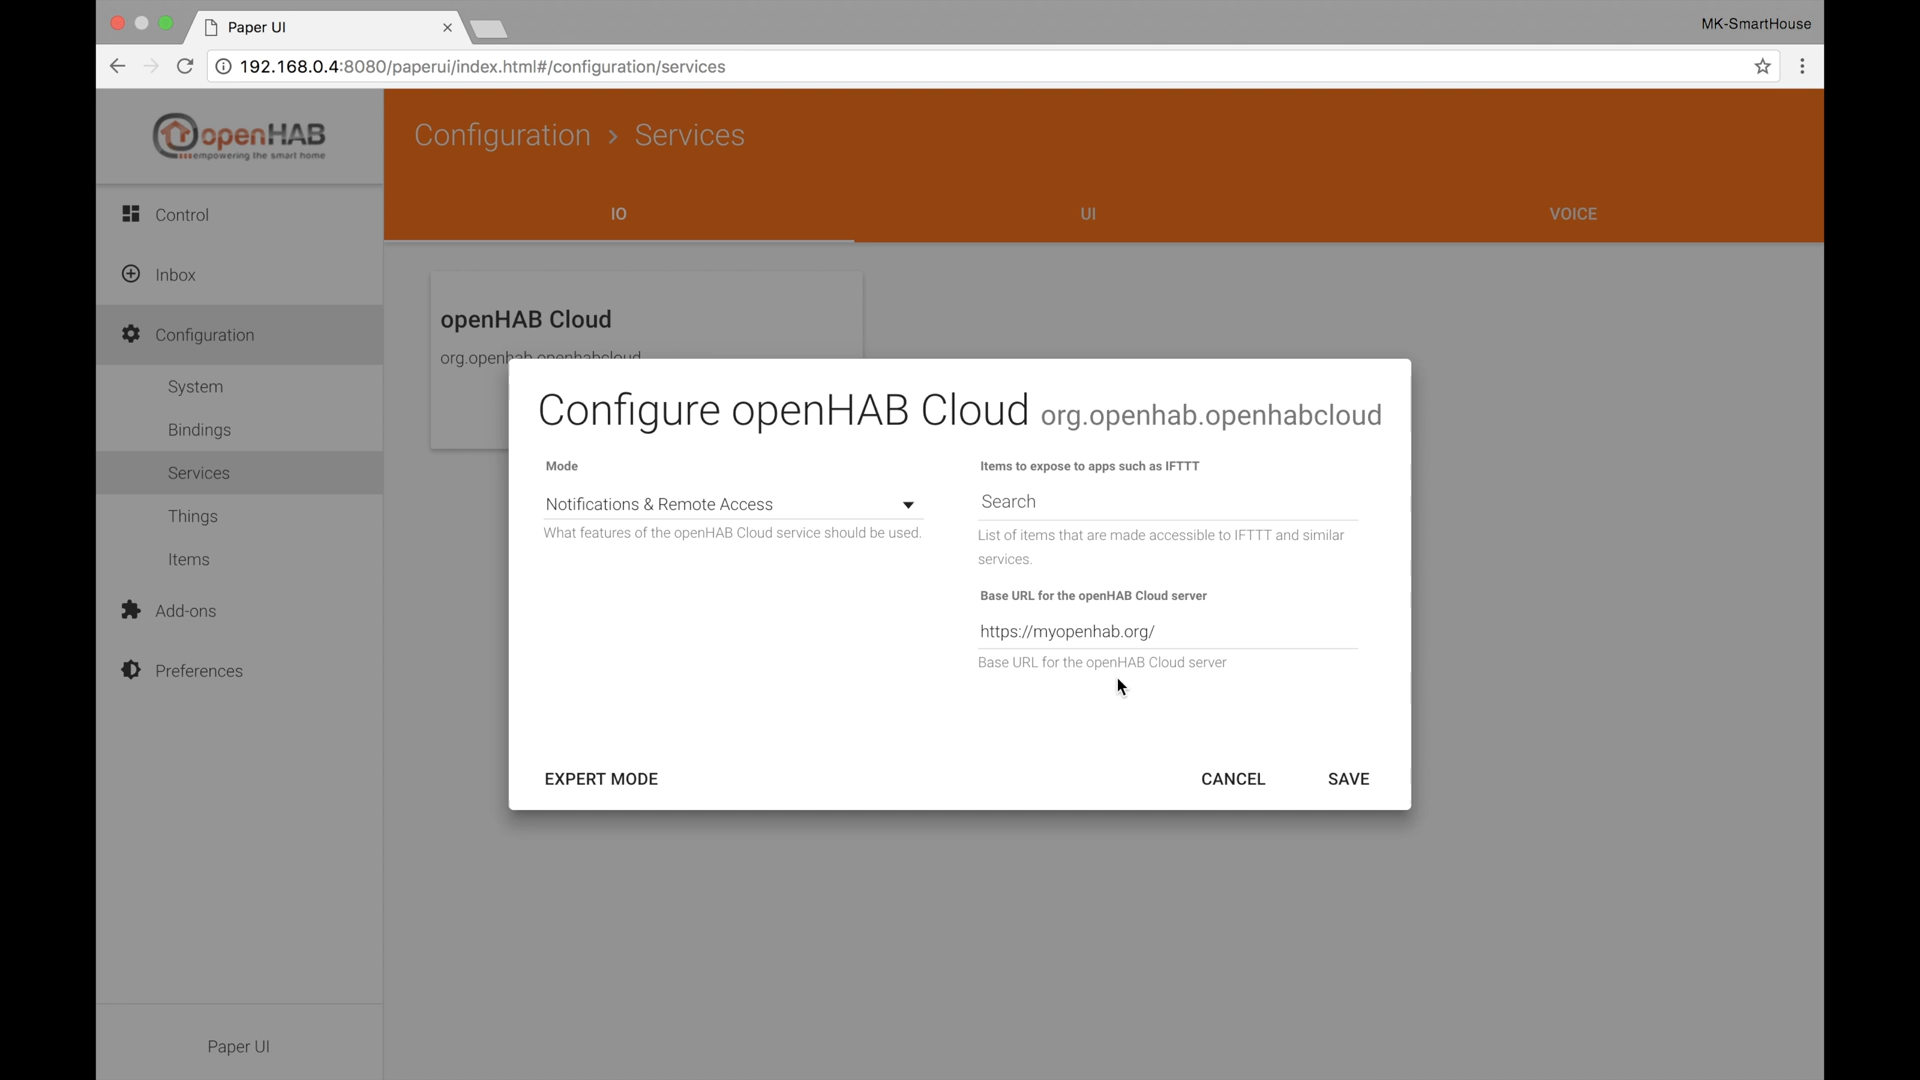 Paper UI
MK-SmartHouse
192.168.0.4:8080/paperui/index.html#/configuration/services
openHAB
empowering the smart home
Configuration > Services
IO
UI
VOICE
Control
Inbox
Configuration
System
Bindings
Services
Things
Items
Add-ons
Preferences
Paper UI
openHAB Cloud
org.openhab.openhabcloud
Configure openHAB Cloud org.openhab.openhabcloud
Mode
Notifications & Remote Access
What features of the openHAB Cloud service should be used.
Items to expose to apps such as IFTTT
Search
List of items that are made accessible to IFTTT and similar
services.
Base URL for the openHAB Cloud server
https://myopenhab.org/
Base URL for the openHAB Cloud server
EXPERT MODE
CANCEL
SAVE